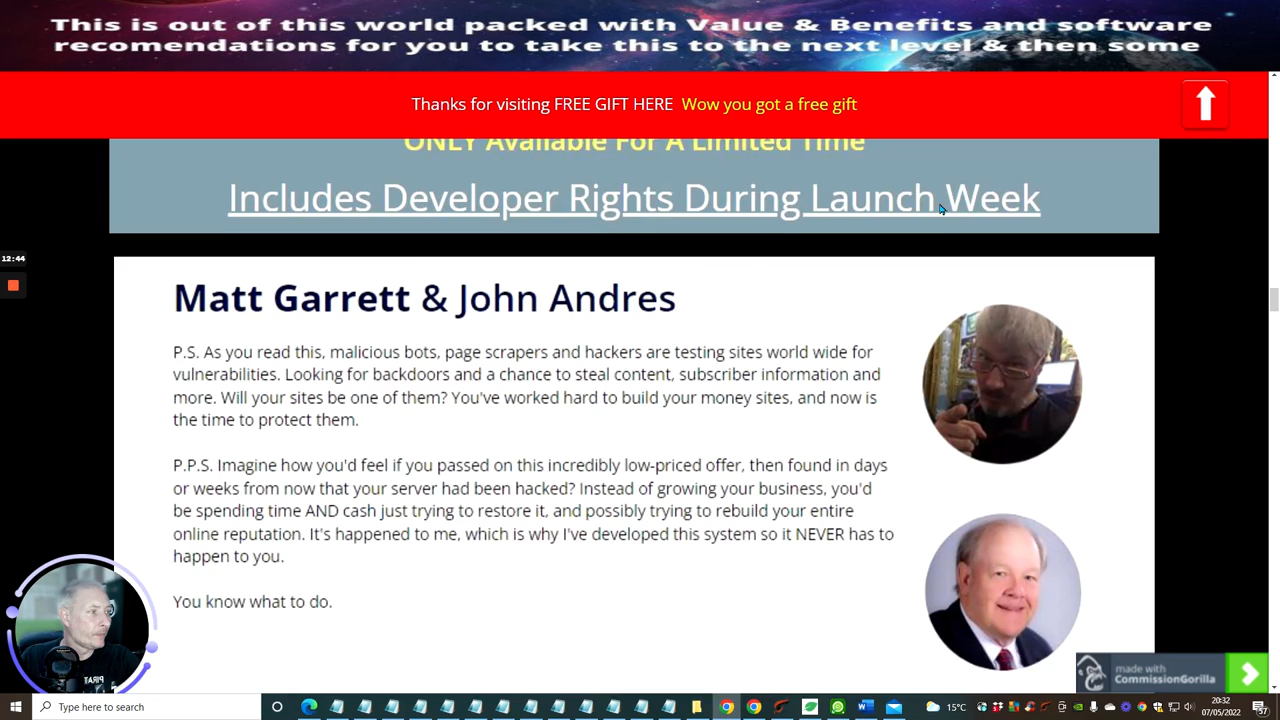 This is out of this world packed with Value & Benefits and software
recomendations for you to take this to the next level & then some
Thanks for visiting FREE GIFT HERE Wow you got a free gift
ONLY Available For A Limited Time
Includes Developer Rights During Launch Week
12:44
Matt Garrett & John Andres
P.S. As you read this, malicious bots, page scrapers and hackers are testing sites world wide for
vulnerabilities. Looking for backdoors and a chance to steal content, subscriber information and
more. Will your sites be one of them? You've worked hard to build your money sites, and now is
the time to protect them.
P.P.S. Imagine how you'd feel if you passed on this incredibly low-priced offer, then found in days
or weeks from now that your server had been hacked? Instead of growing your business, you'd
be spending time AND cash just trying to restore it, and possibly trying to rebuild your entire
online reputation. It's happened to me, which is why I've developed this system so it NEVER has to
happen to you.
You know what to do.
made with
CommissionGorilla
Type here to search
15°C
20:32
07/05/2022